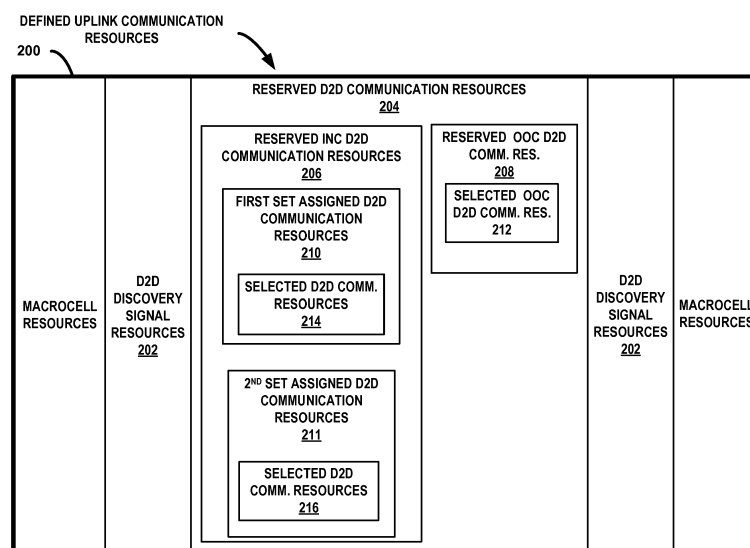 DEFINED UPLINK COMMUNICATION
RESOURCES
200
RESERVED D2D COMMUNICATION RESOURCES
204
RESERVED INC D2D
COMMUNICATION RESOURCES
206
FIRST SET ASSIGNED D2D
COMMUNICATION
RESOURCES
210
SELECTED D2D COMM.
RESOURCES
214
2ND SET ASSIGNED D2D
COMMUNICATION
RESOURCES
211
SELECTED D2D
COMM. RESOURCES
216
RESERVED OOC D2D
COMM. RES.
208
SELECTED OOC
D2D COMM. RES.
212
MACROCELL
RESOURCES
D2D
DISCOVERY
SIGNAL
RESOURCES
202
D2D
DISCOVERY
SIGNAL
RESOURCES
202
MACROCELL
RESOURCES